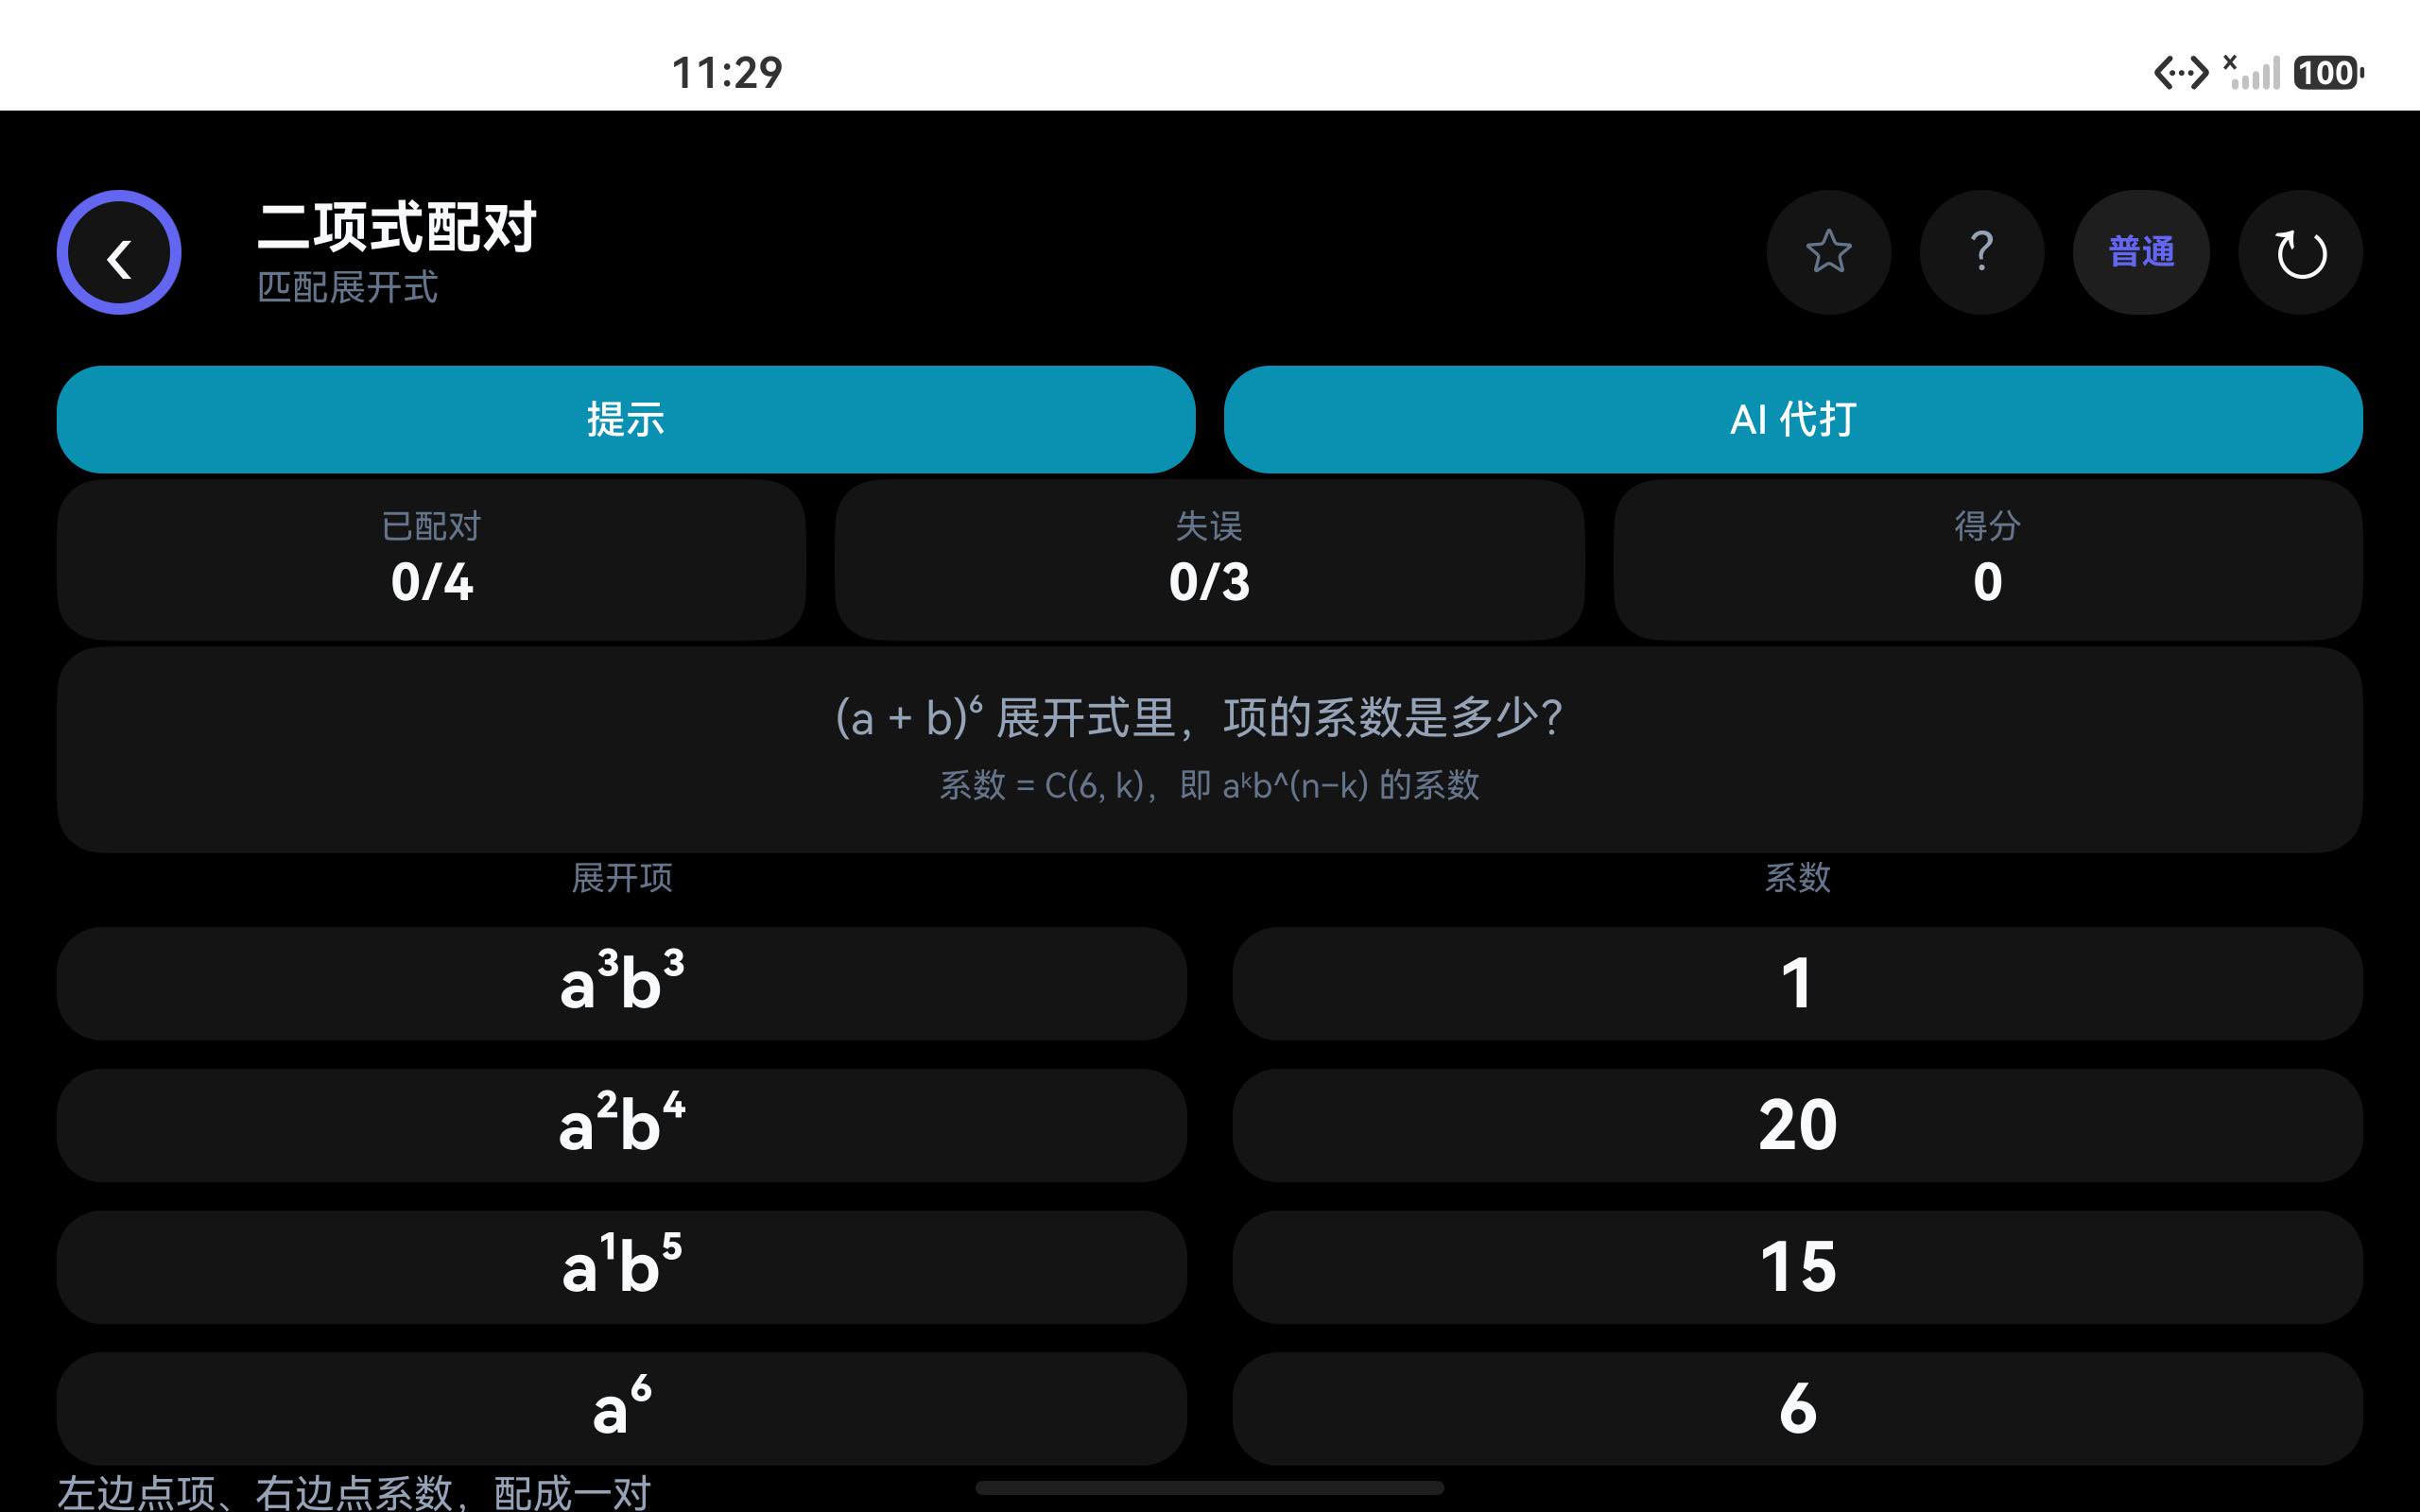 11:29
100
二项式配对
匹配展开式
?
普通
提示
AI 代打
已配对
0/4
失误
0/3
得分
0
(a + b)⁶ 展开式里，项的系数是多少?
系数 = C(6, k)，即 aᵏb^(n−k) 的系数
展开项
系数
a³b³
1
a²b⁴
20
a¹b⁵
15
a⁶
6
左边点项、右边点系数，配成一对